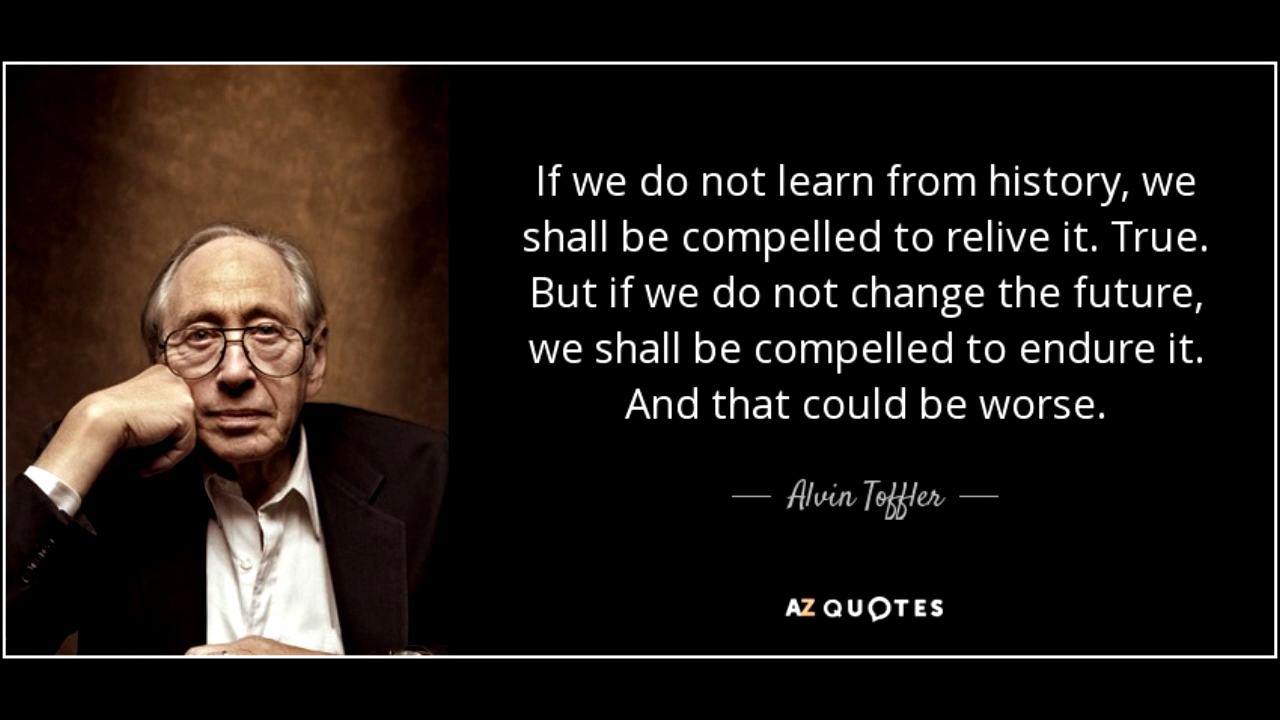 If we do not learn from history, we
shall be compelled to relive it. True.
But if we do not change the future,
we shall be compelled to endure it.
And that could be worse.
Alvin Toffler
AZ QUOTES